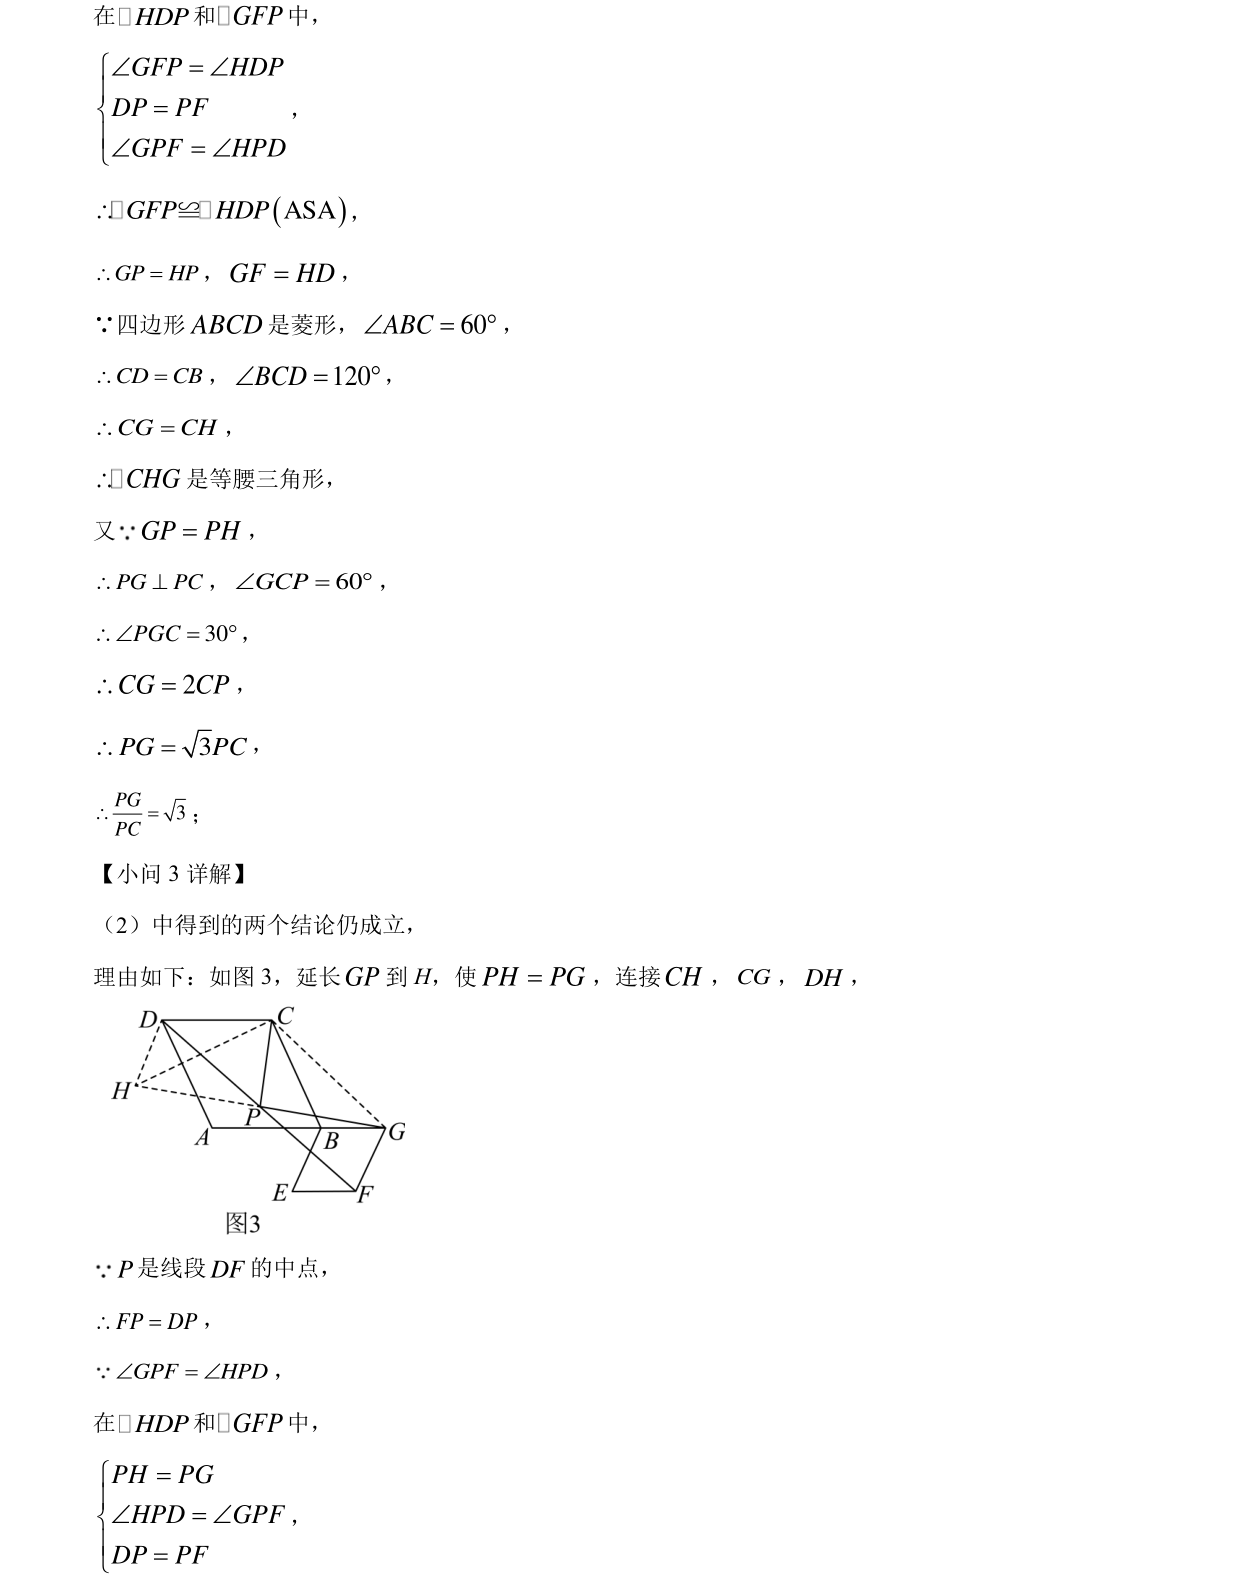 在□HDP和□GFP中，
∠GFP = ∠HDP
DP = PF ，
∠GPF = ∠HPD
∴□GFP≌□HDP(ASA)，
∴GP = HP， GF = HD，
∵四边形ABCD是菱形，∠ABC = 60°，
∴CD = CB， ∠BCD = 120°，
∴CG = CH，
∴□CHG是等腰三角形，
又∵GP = PH，
∴PG ⊥ PC， ∠GCP = 60°，
∴∠PGC = 30°，
∴CG = 2CP，
∴PG = √3PC，
∴PG/PC = √3；
【小问 3 详解】
（2）中得到的两个结论仍成立，
理由如下：如图 3，延长GP到 H，使PH = PG，连接CH， CG， DH，
D C
H
P
A B G
E F
图3
∵P是线段DF的中点，
∴FP = DP，
∵∠GPF = ∠HPD，
在□HDP和□GFP中，
PH = PG
∠HPD = ∠GPF，
DP = PF